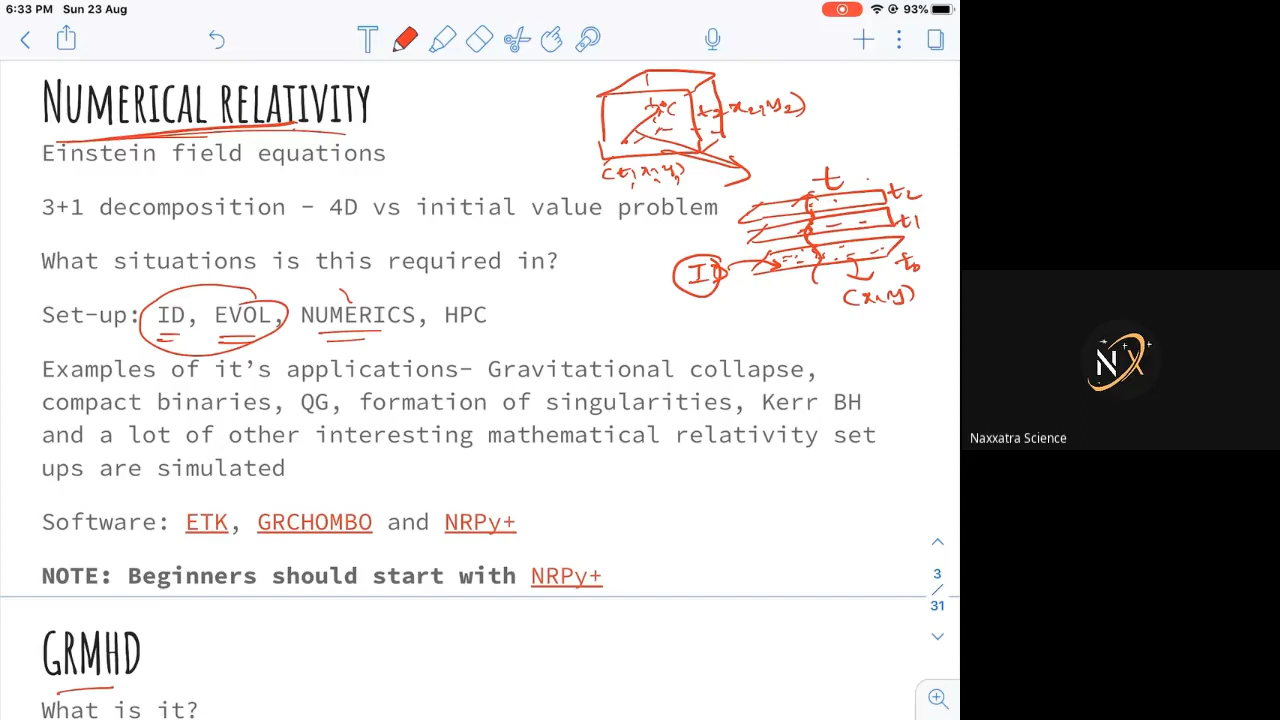 6:33 PM Sun 23 Aug
93%
NUMERICAL RELATIVITY
Einstein field equations
3+1 decomposition - 4D vs initial value problem
What situations is this required in?
Set-up: ID, EVOL, NUMERICS, HPC
Examples of it’s applications- Gravitational collapse,
compact binaries, QG, formation of singularities, Kerr BH
and a lot of other interesting mathematical relativity set
ups are simulated
Software: ETK, GRCHOMBO and NRPy+
NOTE: Beginners should start with NRPy+
GRMHD
What is it?
t
t2
t1
t0
ID
(x,y)
3
31
NX
Naxxatra Science